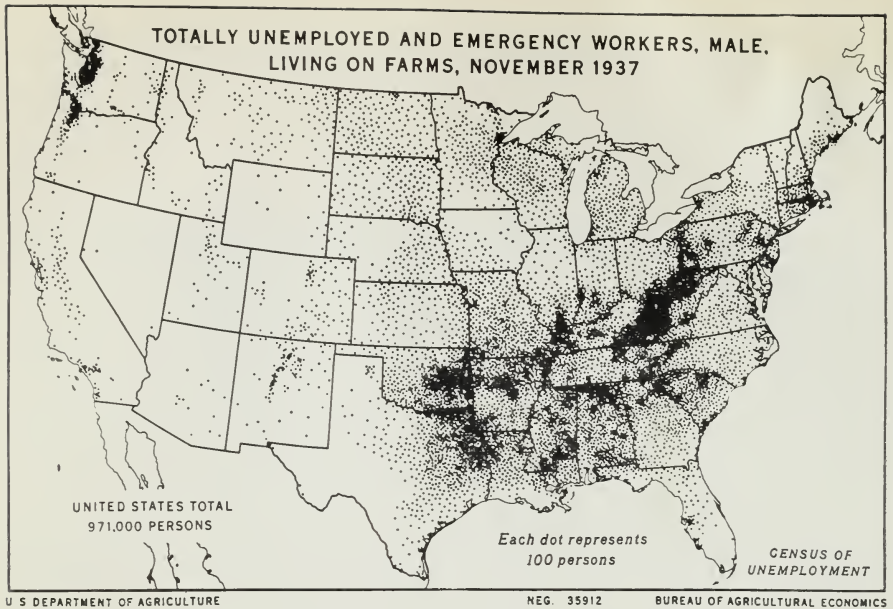 TOTALLY UNEMPLOYED AND EMERGENCY WORKERS, MALE,
LIVING ON FARMS, NOVEMBER 1937
UNITED STATES TOTAL
971,000 PERSONS
Each dot represents
100 persons
CENSUS OF
UNEMPLOYMENT
U S DEPARTMENT OF AGRICULTURE NEG. 35912 BUREAU OF AGRICULTURAL ECONOMICS